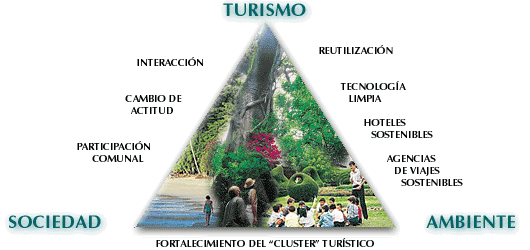 TURISMO
INTERACCIÓN
CAMBIO DE
ACTITUD
PARTICIPACIÓN
COMUNAL
REUTILIZACIÓN
TECNOLOGÍA
LIMPIA
HOTELES
SOSTENIBLES
AGENCIAS
DE VIAJES
SOSTENIBLES
SOCIEDAD
AMBIENTE
FORTALECIMIENTO DEL "CLUSTER" TURÍSTICO